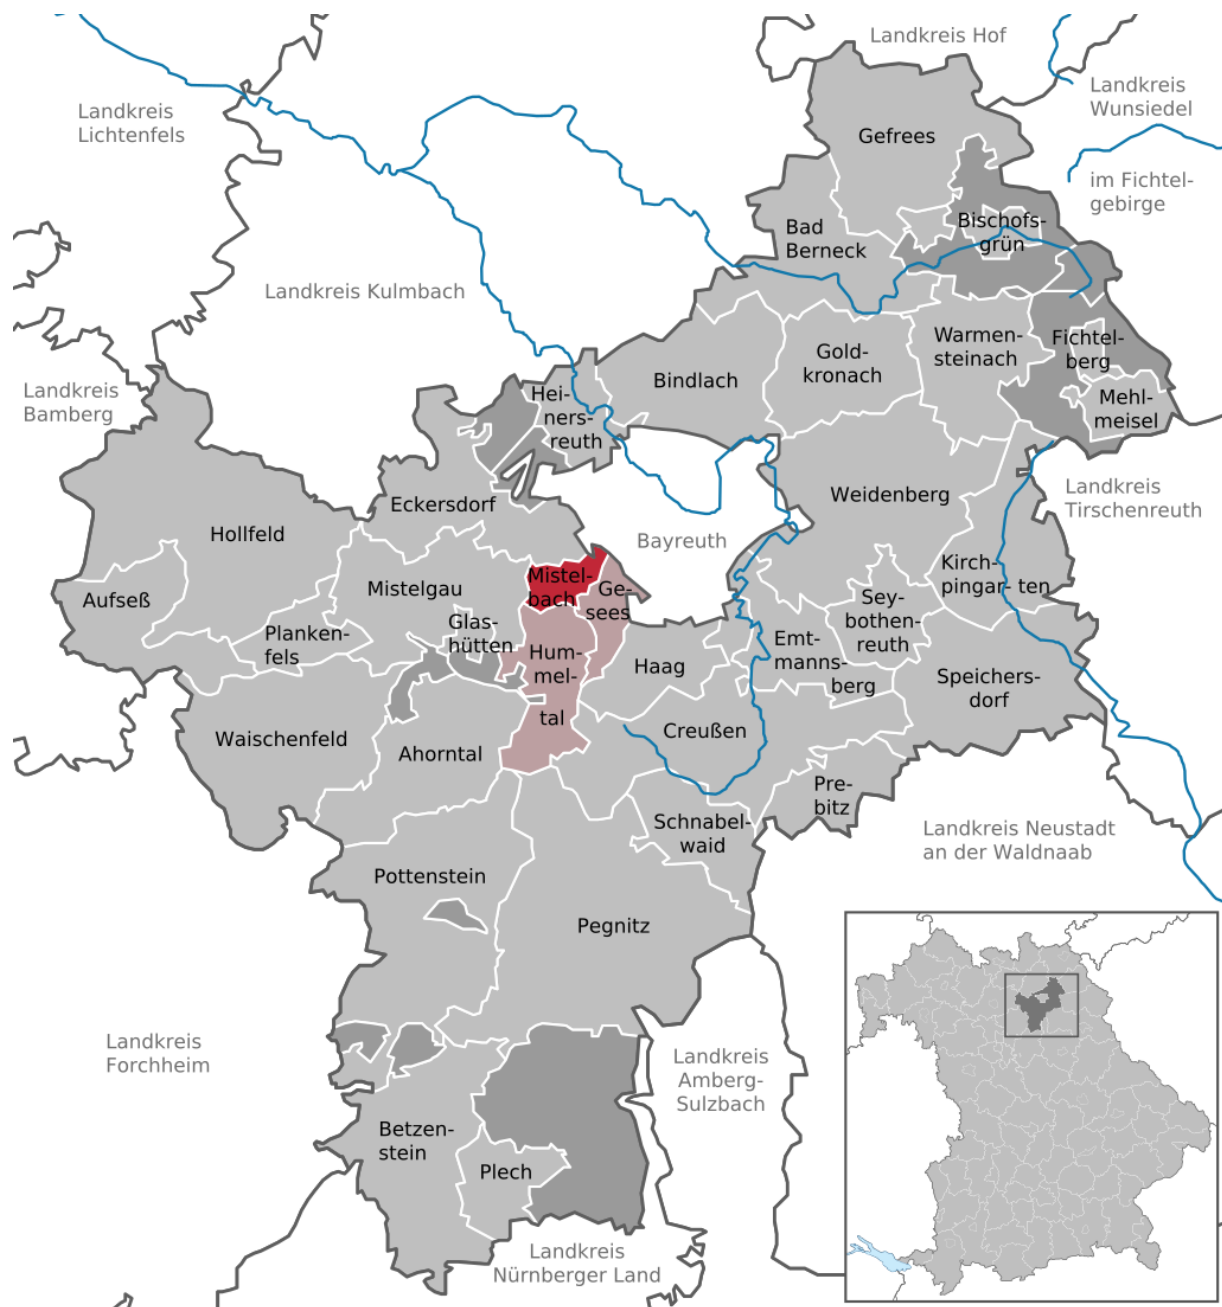 Landkreis Hof
Landkreis
Lichtenfels
Landkreis
Wunsiedel
im Fichtel-
gebirge
Gefrees
Bad
Berneck
Bischofs-
grün
Landkreis Kulmbach
Warmen-
steinach
Fichtel-
berg
Gold-
kronach
Bindlach
Mehl-
meisel
Landkreis
Bamberg
Hei-
ners-
reuth
Eckersdorf
Weidenberg
Landkreis
Tirschenreuth
Hollfeld
Bayreuth
Mistelgau
Mistel-
bach
Ge-
sees
Aufseß
Kirch-
pingar-
ten
Sey-
bothen-
reuth
Planken-
fels
Glas-
hütten
Hum-
mel-
tal
Haag
Emt-
manns-
berg
Speichers-
dorf
Waischenfeld
Ahorntal
Creußen
Pre-
bitz
Schnabel-
waid
Landkreis Neustadt
an der Waldnaab
Pottenstein
Pegnitz
Landkreis
Forchheim
Landkreis
Amberg-
Sulzbach
Betzen-
stein
Plech
Landkreis
Nürnberger Land